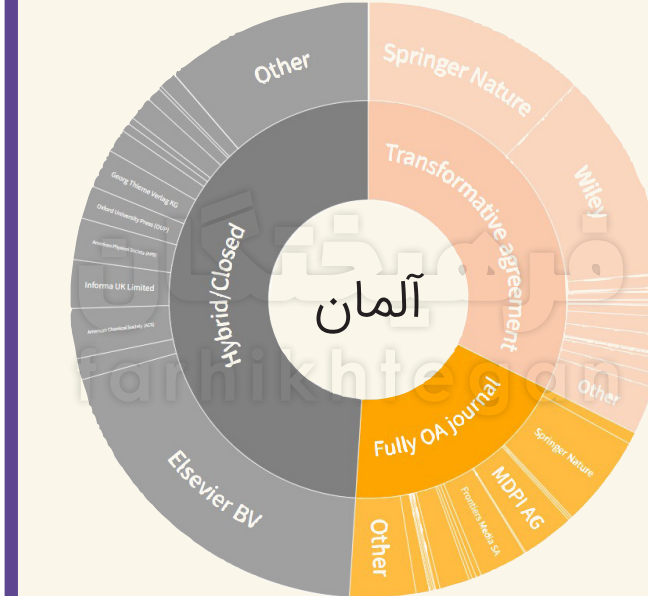 Other
Springer Nature
Transformative agreement
Wiley
Georg Thieme Verlag KG
Oxford University Press (OUP)
American Physical Society (APS)
Informa UK Limited
American Chemical Society (ACS)
Hybrid/Closed
آلمان
فرهیختگان
farhikhtegan
Other
Fully OA journal
Springer Nature
MDPI AG
Frontiers Media SA
Other
Elsevier BV